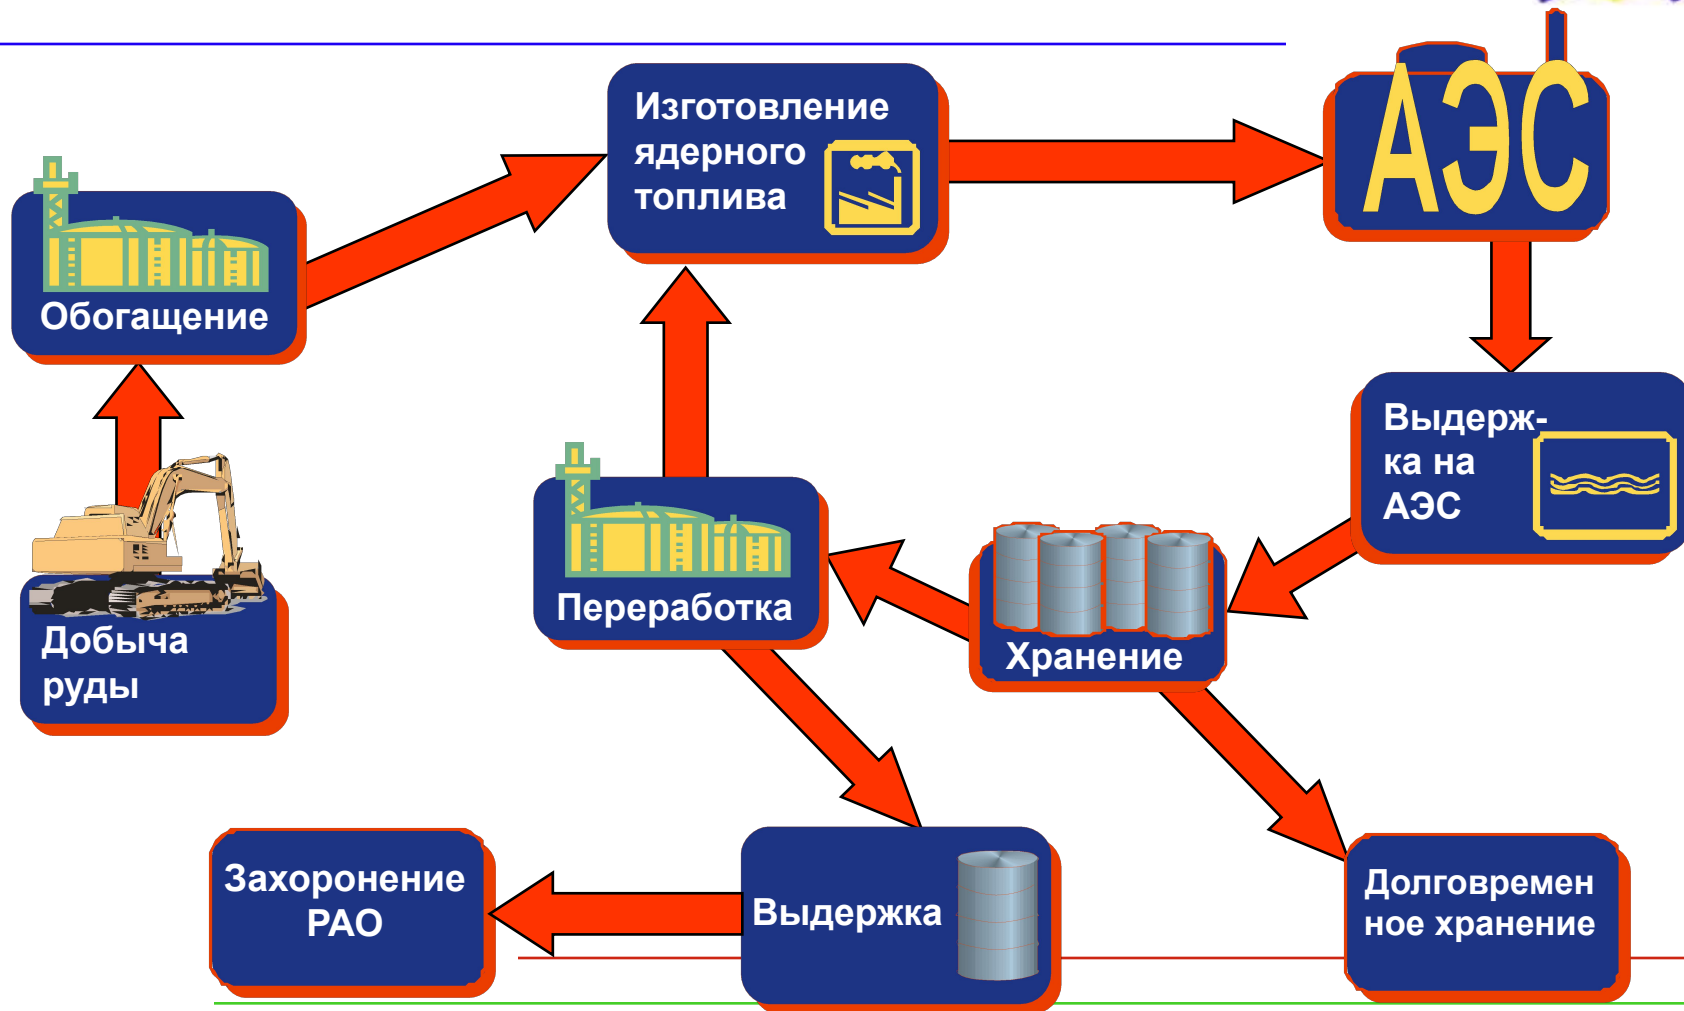 Изготовление
ядерного
топлива
АЭС
Обогащение
Выдерж-
ка на
АЭС
Переработка
Хранение
Добыча
руды
Захоронение
РАО
Выдержка
Долговремен
ное хранение